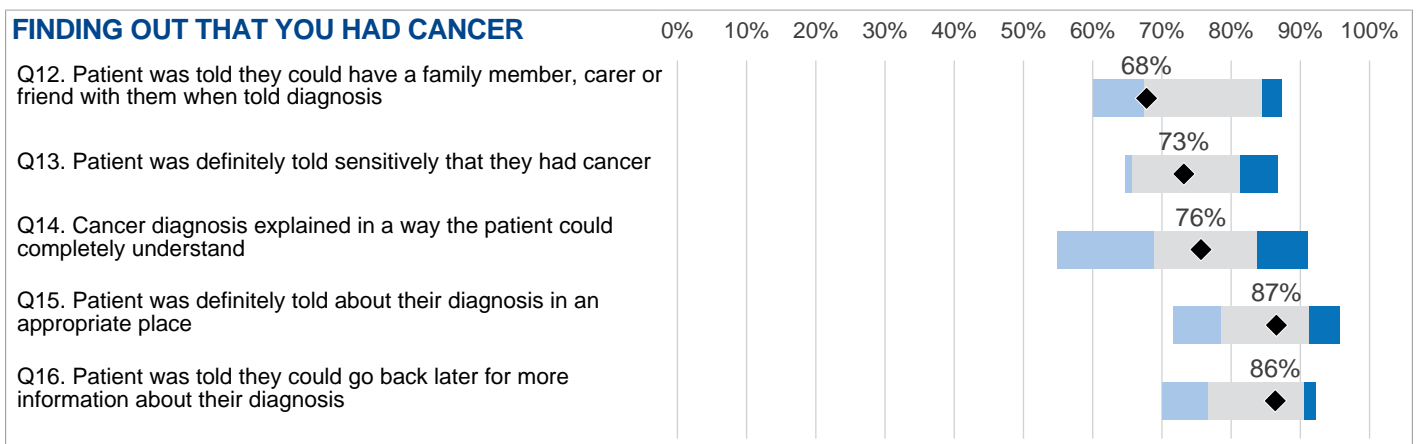 FINDING OUT THAT YOU HAD CANCER
0% 10% 20% 30% 40% 50% 60% 70% 80% 90% 100%
Q12. Patient was told they could have a family member, carer or
friend with them when told diagnosis
68%
Q13. Patient was definitely told sensitively that they had cancer
73%
Q14. Cancer diagnosis explained in a way the patient could
completely understand
76%
Q15. Patient was definitely told about their diagnosis in an
appropriate place
87%
Q16. Patient was told they could go back later for more
information about their diagnosis
86%